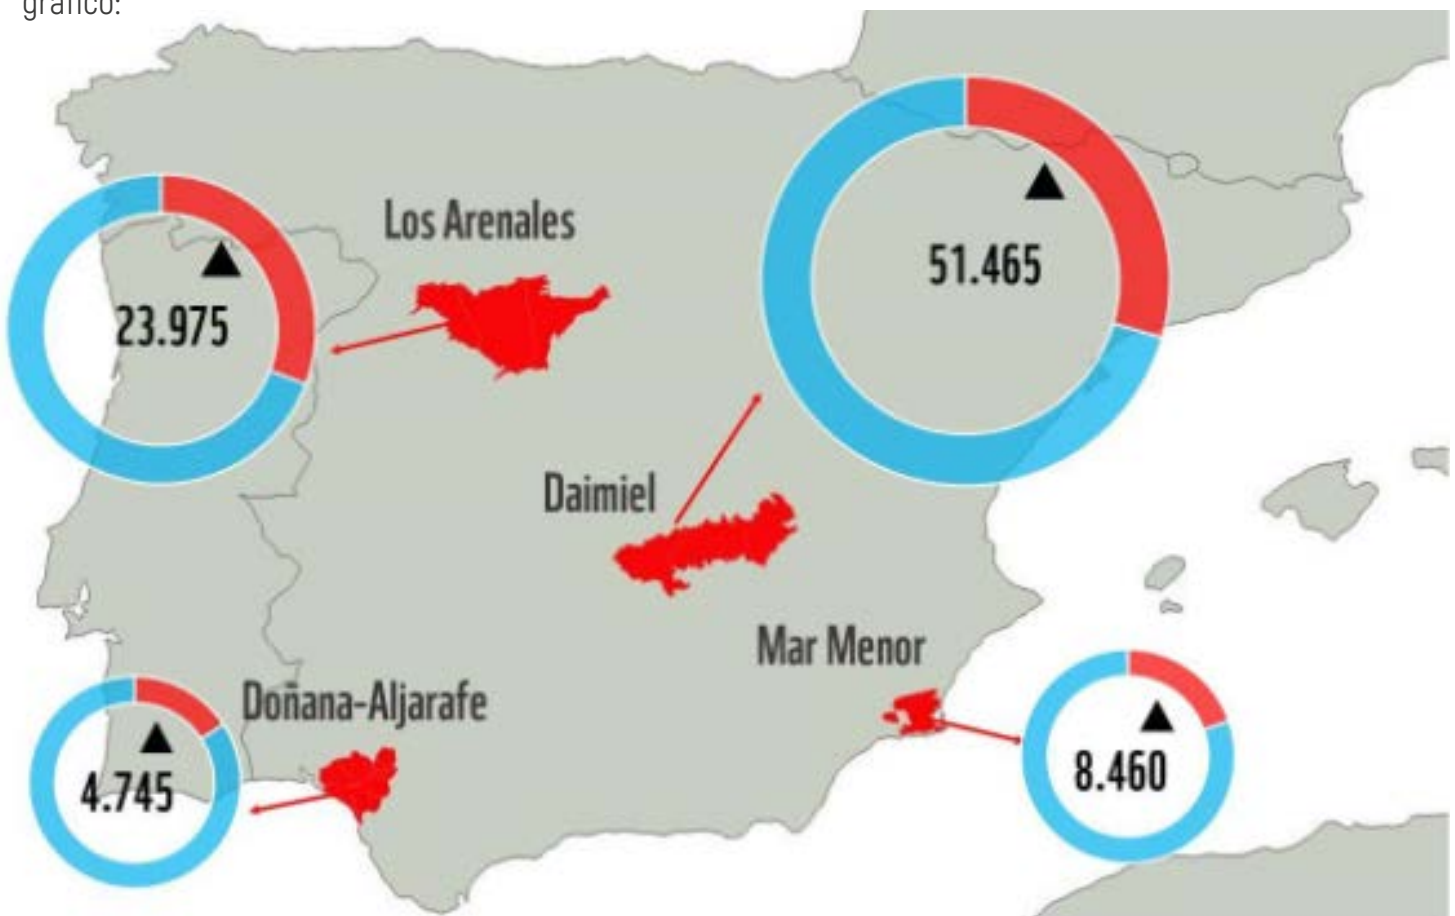 gráfico:
Los Arenales
51.465
23.975
Daimiel
Mar Menor
Doñana-Aljarafe
4.745
8.460